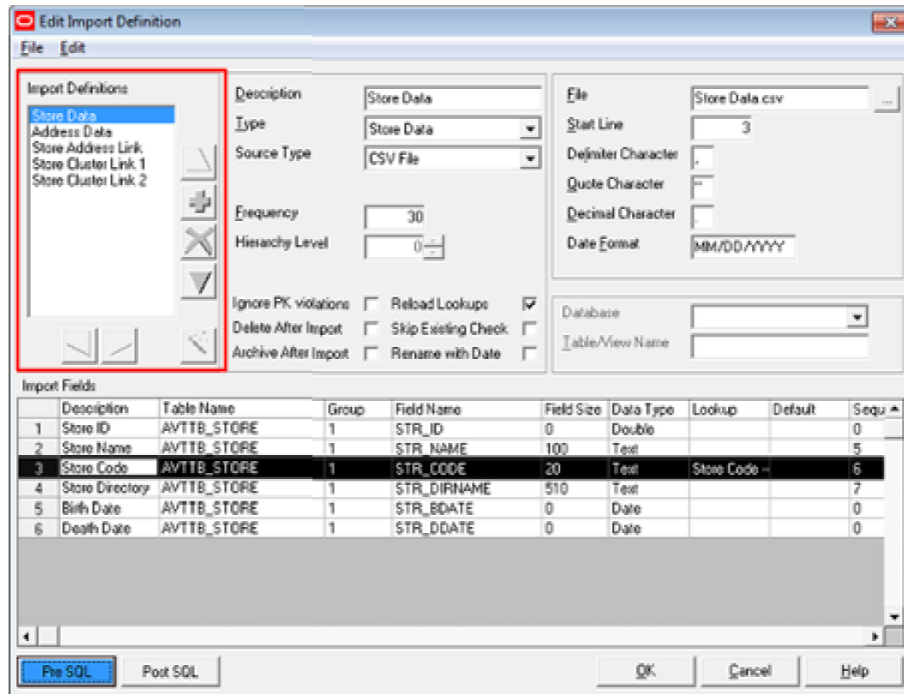 Edit Import Definition
File Edit
Import Definitions
Store Data
Address Data
Store Address Link
Store Cluster Link 1
Store Cluster Link 2
Description Store Data
Type Store Data
Source Type CSV File
Frequency 30
Hierarchy Level 0
Ignore PK violations Reload Lookups
Delete After Import Skip Existing Check
Archive After Import Rename with Date
File Store Data.csv ...
Start Line 3
Delimiter Character ,
Quote Character "
Decimal Character .
Date Format MM/DD/YYYY
Database
Table/View Name
Import Fields
Description Table Name Group Field Name Field Size Data Type Lookup Default Sequ
1 Store ID AVTTB_STORE 1 STR_ID 0 Double 0
2 Store Name AVTTB_STORE 1 STR_NAME 100 Text 5
3 Store Code AVTTB_STORE 1 STR_CODE 20 Text Store Code -- 6
4 Store Directory AVTTB_STORE 1 STR_DIRNAME 510 Text 7
5 Birth Date AVTTB_STORE 1 STR_BDATE 0 Date 0
6 Death Date AVTTB_STORE 1 STR_DDATE 0 Date 0
Pre SQL Post SQL OK Cancel Help